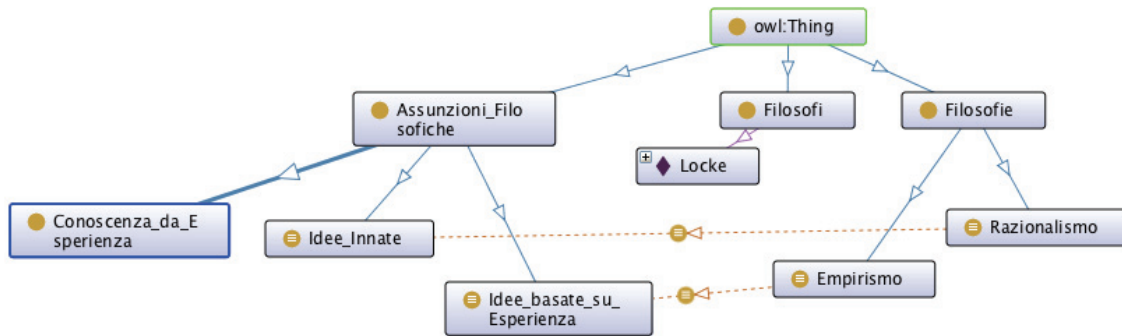 owl:Thing
Assunzioni_Filo
sofiche
Filosofi
Filosofie
Locke
Conoscenza_da_E
sperienza
Idee_Innate
Razionalismo
Empirismo
Idee_basate_su_
Esperienza